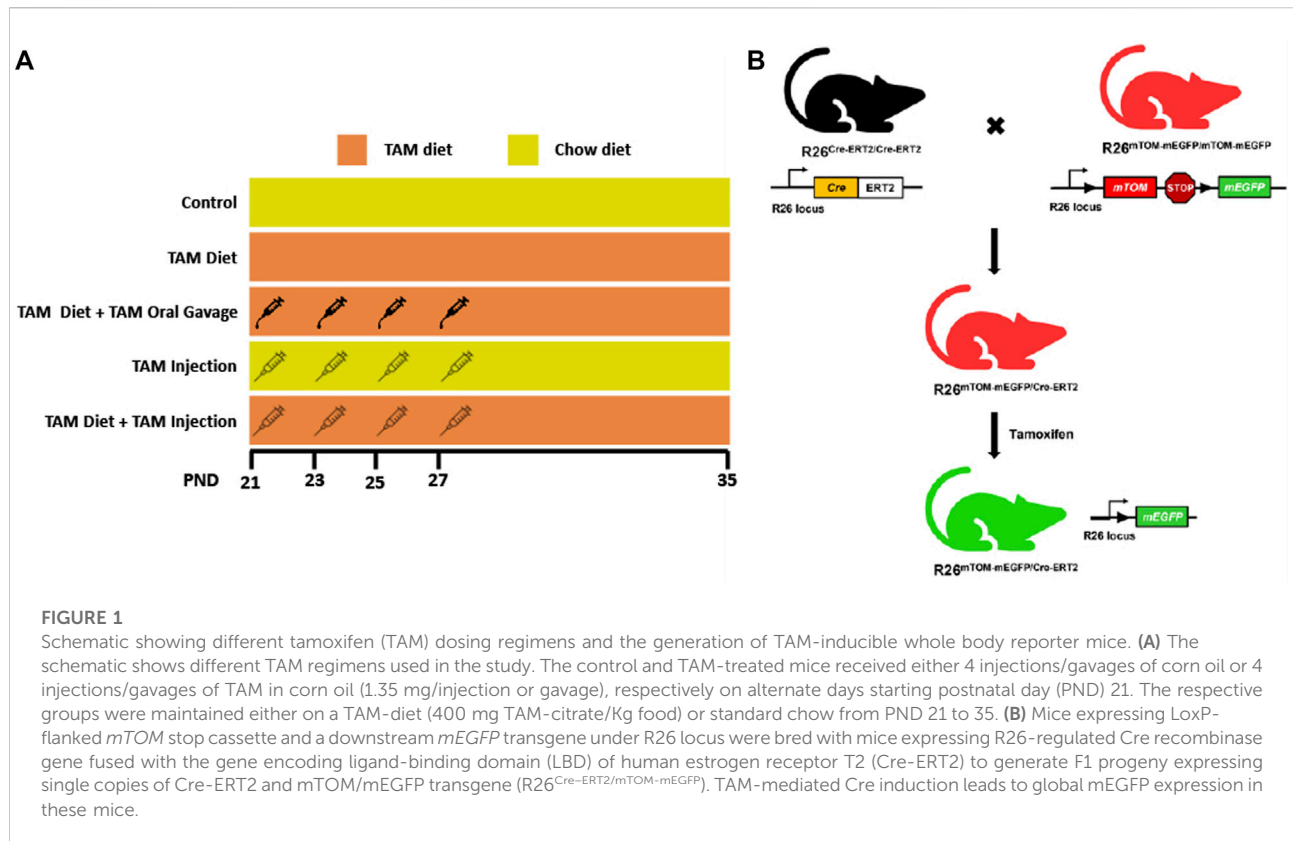 A
TAM diet
Chow diet
Control
TAM Diet
TAM Diet + TAM Oral Gavage
TAM Injection
TAM Diet + TAM Injection
PND
21
23
25
27
35
B
R26Cre-ERT2/Cre-ERT2
R26mTOM-mEGFP/mTOM-mEGFP
Cre
ERT2
R26 locus
mTOM
STOP
mEGFP
R26 locus
R26mTOM-mEGFP/Cre-ERT2
Tamoxifen
mEGFP
R26 locus
R26mTOM-mEGFP/Cre-ERT2
FIGURE 1
Schematic showing different tamoxifen (TAM) dosing regimens and the generation of TAM-inducible whole body reporter mice. (A) The
schematic shows different TAM regimens used in the study. The control and TAM-treated mice received either 4 injections/gavages of corn oil or 4
injections/gavages of TAM in corn oil (1.35 mg/injection or gavage), respectively on alternate days starting postnatal day (PND) 21. The respective
groups were maintained either on a TAM-diet (400 mg TAM-citrate/Kg food) or standard chow from PND 21 to 35. (B) Mice expressing LoxP-
flanked mTOM stop cassette and a downstream mEGFP transgene under R26 locus were bred with mice expressing R26-regulated Cre recombinase
gene fused with the gene encoding ligand-binding domain (LBD) of human estrogen receptor T2 (Cre-ERT2) to generate F1 progeny expressing
single copies of Cre-ERT2 and mTOM/mEGFP transgene (R26Cre–ERT2/mTOM-mEGFP). TAM-mediated Cre induction leads to global mEGFP expression in
these mice.